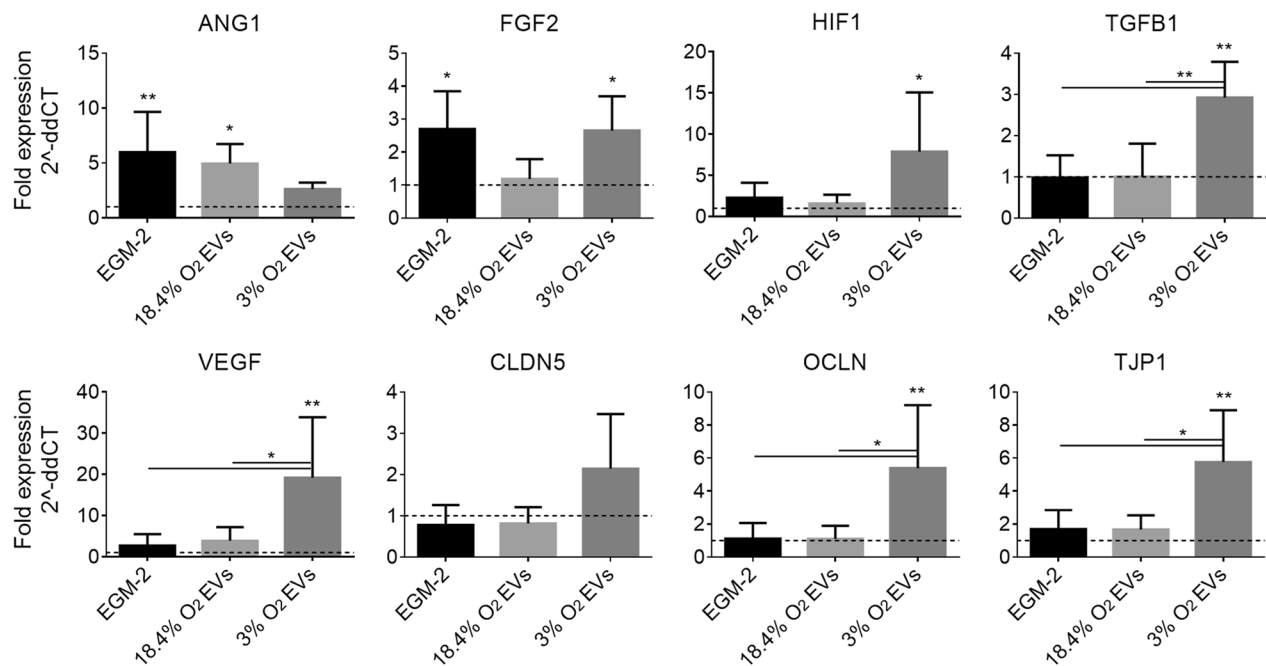 ANG1
Fold expression
2^-ddCT
15
10
5
0
**
*
EGM-2
18.4% O2 EVs
3% O2 EVs
FGF2
5
4
3
2
1
0
*
*
EGM-2
18.4% O2 EVs
3% O2 EVs
HIF1
20
15
10
5
0
*
EGM-2
18.4% O2 EVs
3% O2 EVs
TGFB1
4
3
2
1
0
**
**
EGM-2
18.4% O2 EVs
3% O2 EVs
VEGF
Fold expression
2^-ddCT
40
30
20
10
0
**
*
EGM-2
18.4% O2 EVs
3% O2 EVs
CLDN5
4
3
2
1
0
EGM-2
18.4% O2 EVs
3% O2 EVs
OCLN
10
8
6
4
2
0
**
*
EGM-2
18.4% O2 EVs
3% O2 EVs
TJP1
10
8
6
4
2
0
**
*
EGM-2
18.4% O2 EVs
3% O2 EVs